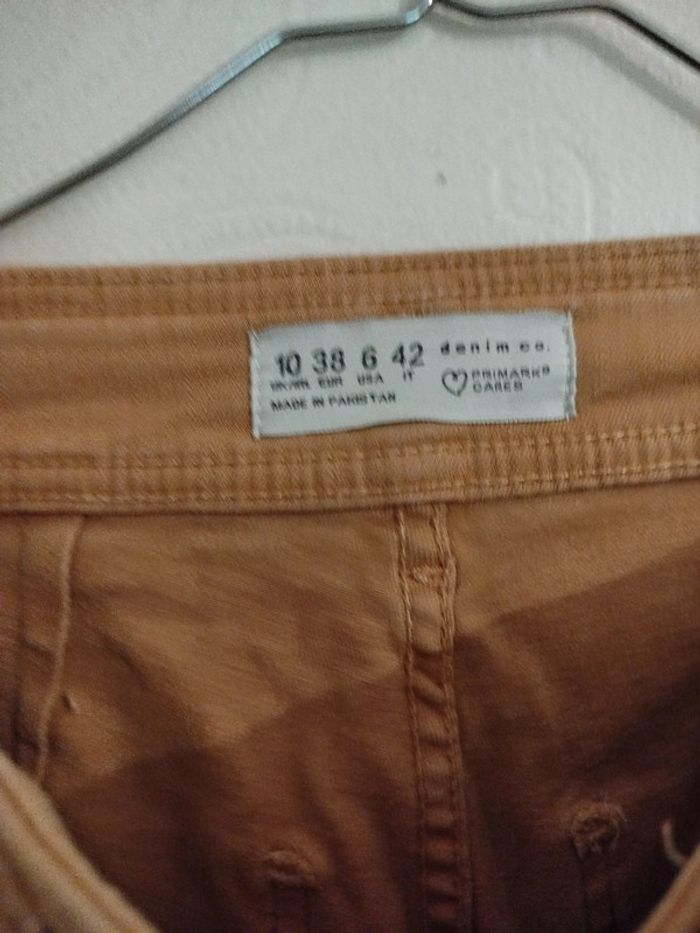 10 38 6 42 denim co.
UK/IRL EUR USA IT
PRIMARK®
CARES
MADE IN PAKISTAN